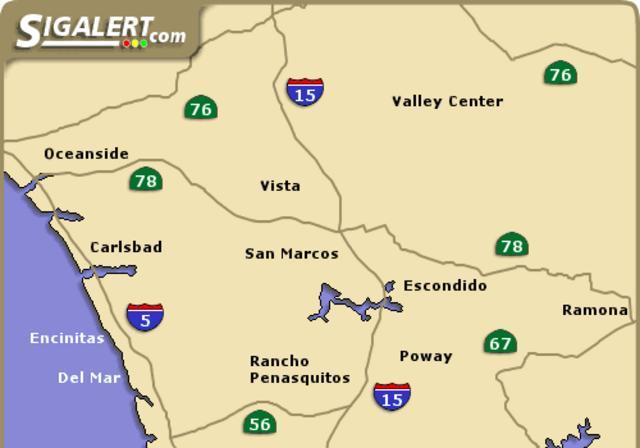 SIGALERT.com
76
15
Valley Center
76
Oceanside
78
Vista
Carlsbad
San Marcos
78
Escondido
5
Ramona
Encinitas
67
Poway
Rancho
Penasquitos
Del Mar
15
56